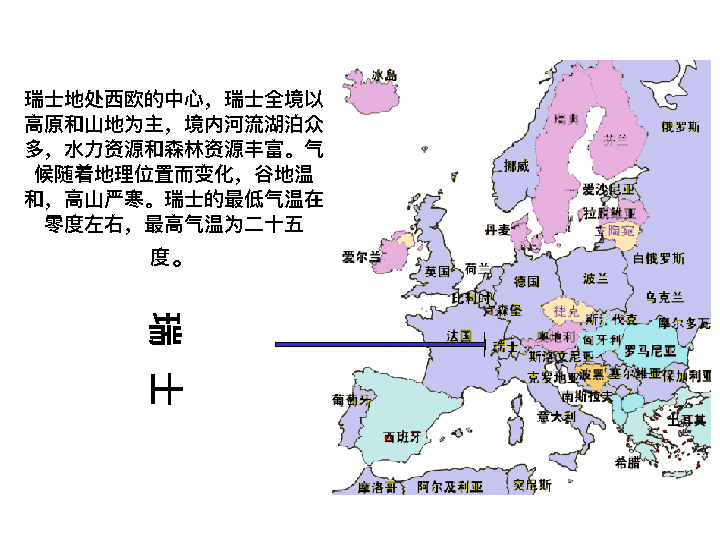 瑞士地处西欧的中心，瑞士全境以
高原和山地为主，境内河流湖泊众
多，水力资源和森林资源丰富。气
候随着地理位置而变化，谷地温
和，高山严寒。瑞士的最低气温在
零度左右，最高气温为二十五
度。
瑞士
冰岛
瑞典
俄罗斯
芬兰
挪威
爱沙尼亚
拉脱维亚
立陶宛
丹麦
爱尔兰
白俄罗斯
英国
荷兰
德国
波兰
比利时
乌克兰
卢森堡
捷克
斯洛伐克
摩尔多瓦
法国
奥地利
匈牙利
瑞士
罗马尼亚
斯洛文尼亚
克罗地亚
波黑
塞尔维亚
保加利亚
南斯拉夫
葡萄牙
意大利
土耳其
西班牙
希腊
摩洛哥
阿尔及利亚
突尼斯